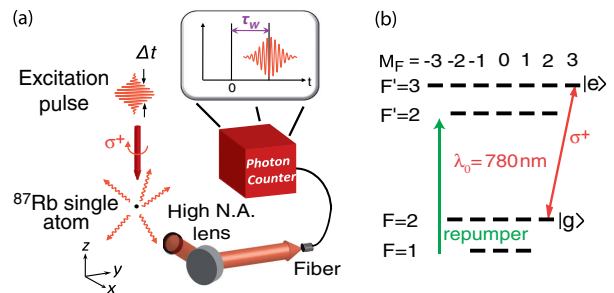 (a)
τw
0
t
Δt
Excitation
pulse
σ+
Photon
Counter
87Rb single
atom
High N.A.
lens
Fiber
z
y
x
(b)
MF = -3 -2 -1 0 1 2 3
F'=3
|e⟩
F'=2
σ+
λ0=780nm
F=2
|g⟩
repumper
F=1